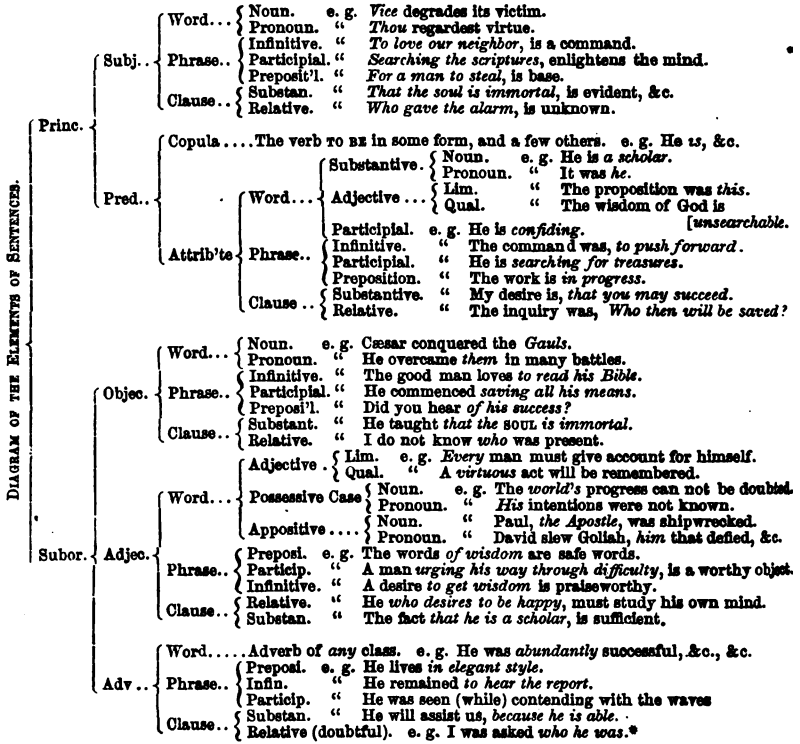 DIAGRAM OF THE ELEMENTS OF SENTENCES.
Princ.
Subj..
Word...
Noun. e. g. Vice degrades its victim.
Pronoun. “ Thou regardest virtue.
Phrase..
Infinitive. “ To love our neighbor, is a command.
Participial. “ Searching the scriptures, enlightens the mind.
Preposit'l. “ For a man to steal, is base.
Clause..
Substan. “ That the soul is immortal, is evident, &c.
Relative. “ Who gave the alarm, is unknown.
Pred..
Copula ....The verb TO BE in some form, and a few others. e. g. He is, &c.
Attrib'te
Word...
Substantive.
Noun. e. g. He is a scholar.
Pronoun. “ It was he.
Adjective ...
Lim. “ The proposition was this.
Qual. “ The wisdom of God is
[unsearchable.
Participial. e. g. He is confiding.
Phrase..
Infinitive. “ The command was, to push forward.
Participial. “ He is searching for treasures.
Preposition. “ The work is in progress.
Clause ..
Substantive. “ My desire is, that you may succeed.
Relative. “ The inquiry was, Who then will be saved?
Subor.
Objec.
Word...
Noun. e. g. Cæsar conquered the Gauls.
Pronoun. “ He overcame them in many battles.
Phrase..
Infinitive. “ The good man loves to read his Bible.
Participial. “ He commenced saving all his means.
Preposi'l. “ Did you hear of his success?
Clause..
Substant. “ He taught that the SOUL is immortal.
Relative. “ I do not know who was present.
Adjec.
Word...
Adjective .
Lim. e. g. Every man must give account for himself.
Qual. “ A virtuous act will be remembered.
Possessive Case
Noun. e. g. The world's progress can not be doubted.
Pronoun. “ His intentions were not known.
Appositive ....
Noun. “ Paul, the Apostle, was shipwrecked.
Pronoun. “ David slew Goliah, him that defied, &c.
Phrase..
Preposi. e. g. The words of wisdom are safe words.
Particip. “ A man urging his way through difficulty, is a worthy object.
Infinitive. “ A desire to get wisdom is praiseworthy.
Clause..
Relative. “ He who desires to be happy, must study his own mind.
Substan. “ The fact that he is a scholar, is sufficient.
Adv ..
Word.....Adverb of any class. e. g. He was abundantly successful, &c., &c.
Phrase..
Preposi. e. g. He lives in elegant style.
Infin. “ He remained to hear the report.
Particip. “ He was seen (while) contending with the waves
Clause..
Substan. “ He will assist us, because he is able.
Relative (doubtful). e. g. I was asked who he was.*